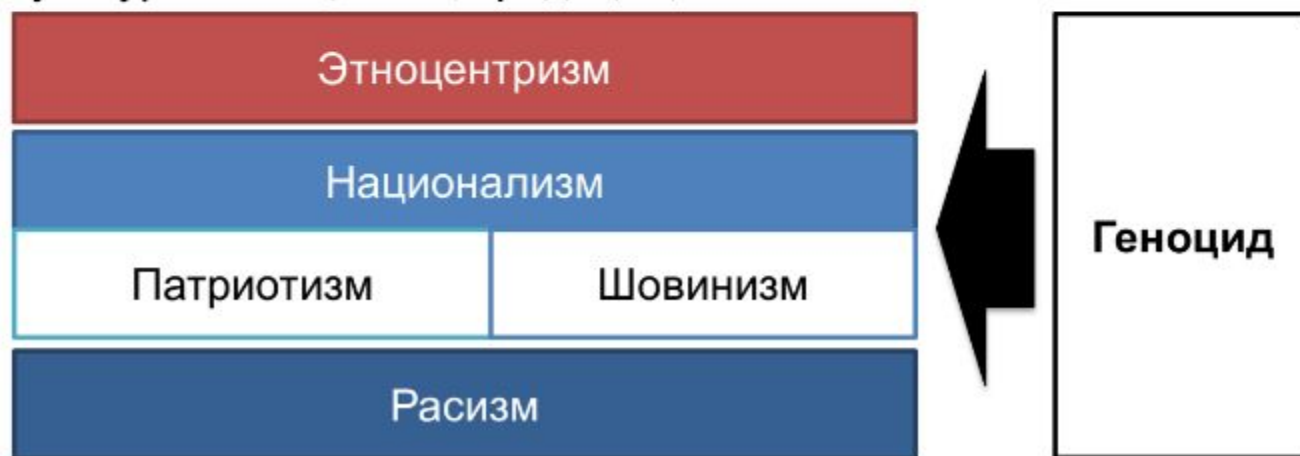 Этноцентризм
Национализм
Патриотизм
Шовинизм
Расизм
Геноцид